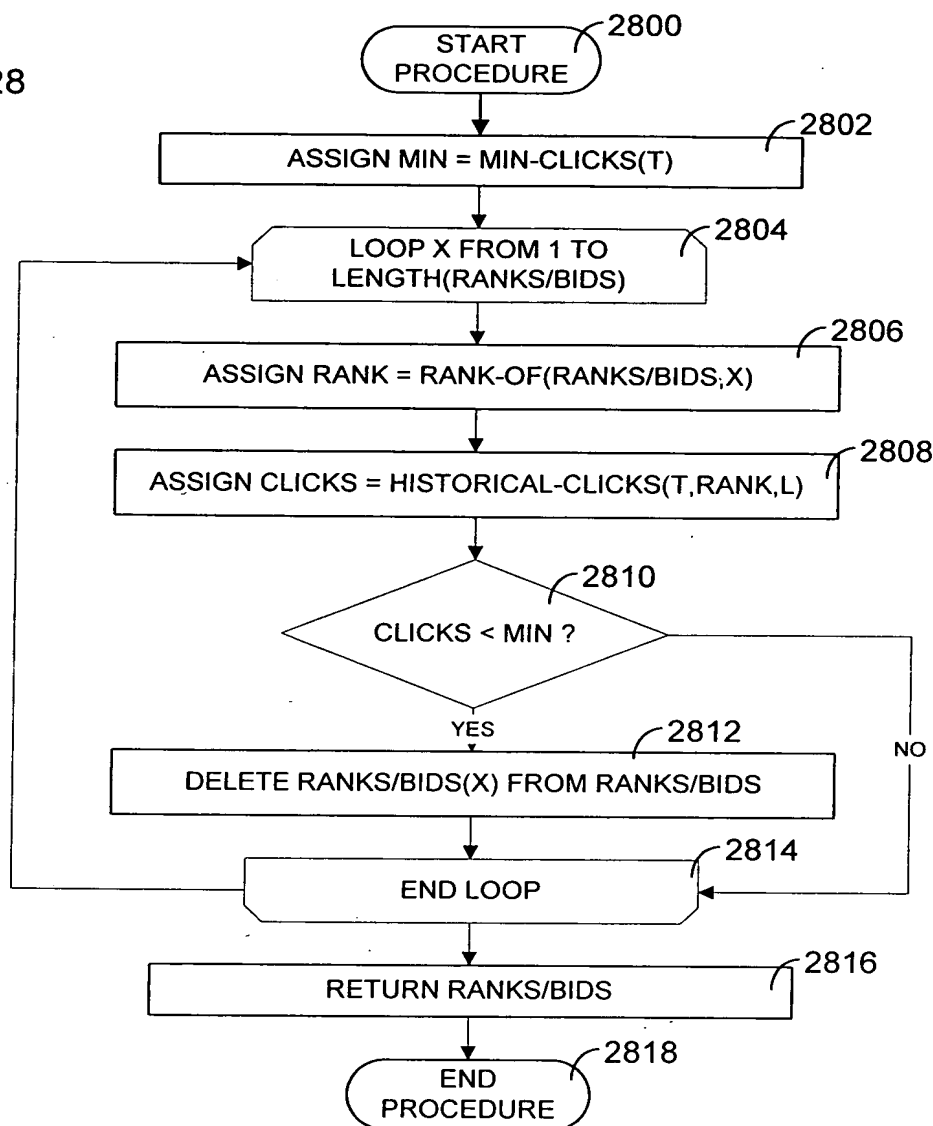 28
START
PROCEDURE
2800
ASSIGN MIN = MIN-CLICKS(T)
2802
LOOP X FROM 1 TO
LENGTH(RANKS/BIDS)
2804
ASSIGN RANK = RANK-OF(RANKS/BIDS,X)
2806
ASSIGN CLICKS = HISTORICAL-CLICKS(T,RANK,L)
2808
CLICKS < MIN ?
2810
YES
NO
DELETE RANKS/BIDS(X) FROM RANKS/BIDS
2812
END LOOP
2814
RETURN RANKS/BIDS
2816
END
PROCEDURE
2818